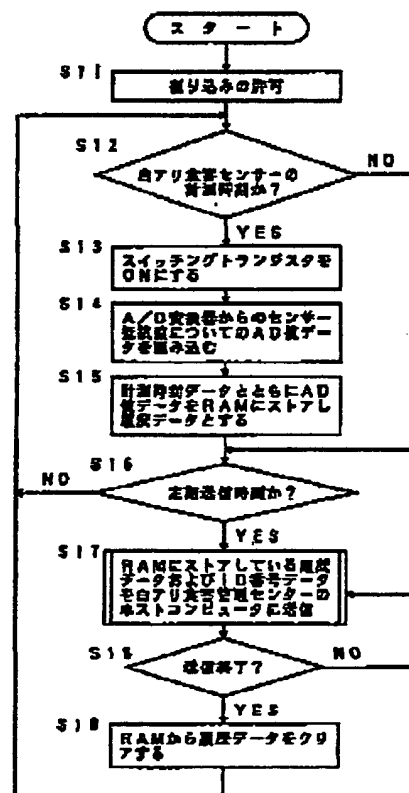 スタート
S11
割り込みの許可
S12
白アリ食害センサーの
計測時刻か?
NO
YES
S13
スイッチングトランジスタを
ONにする
S14
A/D変換器からのセンサー
抵抗値についてのAD値デー
タを読み込む
S15
計測時刻データとともにAD
値データをRAMにストアし
履歴データとする
S16
定期送信時刻か?
NO
YES
S17
RAMにストアしている履歴
データおよびID番号データ
を白アリ食害管理センターの
ホストコンピュータに送信
S18
送信終了?
NO
YES
S19
RAMから履歴データをクリ
アする